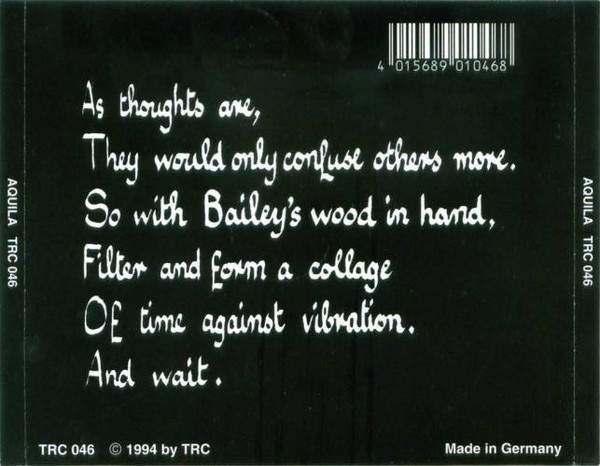 4 015689 010468
As thoughts are,
They would only confuse others more.
So with Bailey's wood in hand,
Filter and form a collage
Of time against vibration.
And wait.
AQUILA TRC 046
AQUILA TRC 046
TRC 046 © 1994 by TRC
Made in Germany